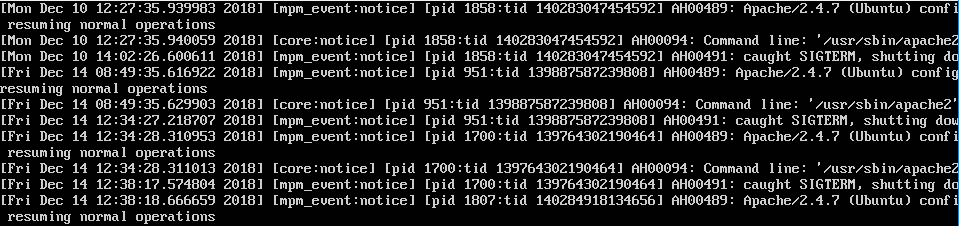 [Mon Dec 10 12:27:35.939983 2018] [mpm_event:notice] [pid 1858:tid 140283047454592] AH00489: Apache/2.4.7 (Ubuntu) confi
resuming normal operations
[Mon Dec 10 12:27:35.940059 2018] [core:notice] [pid 1858:tid 140283047454592] AH00094: Command line: '/usr/sbin/apache2
[Mon Dec 10 14:02:26.600611 2018] [mpm_event:notice] [pid 1858:tid 140283047454592] AH00491: caught SIGTERM, shutting do
[Fri Dec 14 08:49:35.616922 2018] [mpm_event:notice] [pid 951:tid 139887587239808] AH00489: Apache/2.4.7 (Ubuntu) config
resuming normal operations
[Fri Dec 14 08:49:35.629903 2018] [core:notice] [pid 951:tid 139887587239808] AH00094: Command line: '/usr/sbin/apache2'
[Fri Dec 14 12:34:27.218707 2018] [mpm_event:notice] [pid 951:tid 139887587239808] AH00491: caught SIGTERM, shutting dow
[Fri Dec 14 12:34:28.310953 2018] [mpm_event:notice] [pid 1700:tid 139764302190464] AH00489: Apache/2.4.7 (Ubuntu) confi
resuming normal operations
[Fri Dec 14 12:34:28.311013 2018] [core:notice] [pid 1700:tid 139764302190464] AH00094: Command line: '/usr/sbin/apache2
[Fri Dec 14 12:38:17.574804 2018] [mpm_event:notice] [pid 1700:tid 139764302190464] AH00491: caught SIGTERM, shutting do
[Fri Dec 14 12:38:18.666659 2018] [mpm_event:notice] [pid 1807:tid 140284918134656] AH00489: Apache/2.4.7 (Ubuntu) confi
resuming normal operations